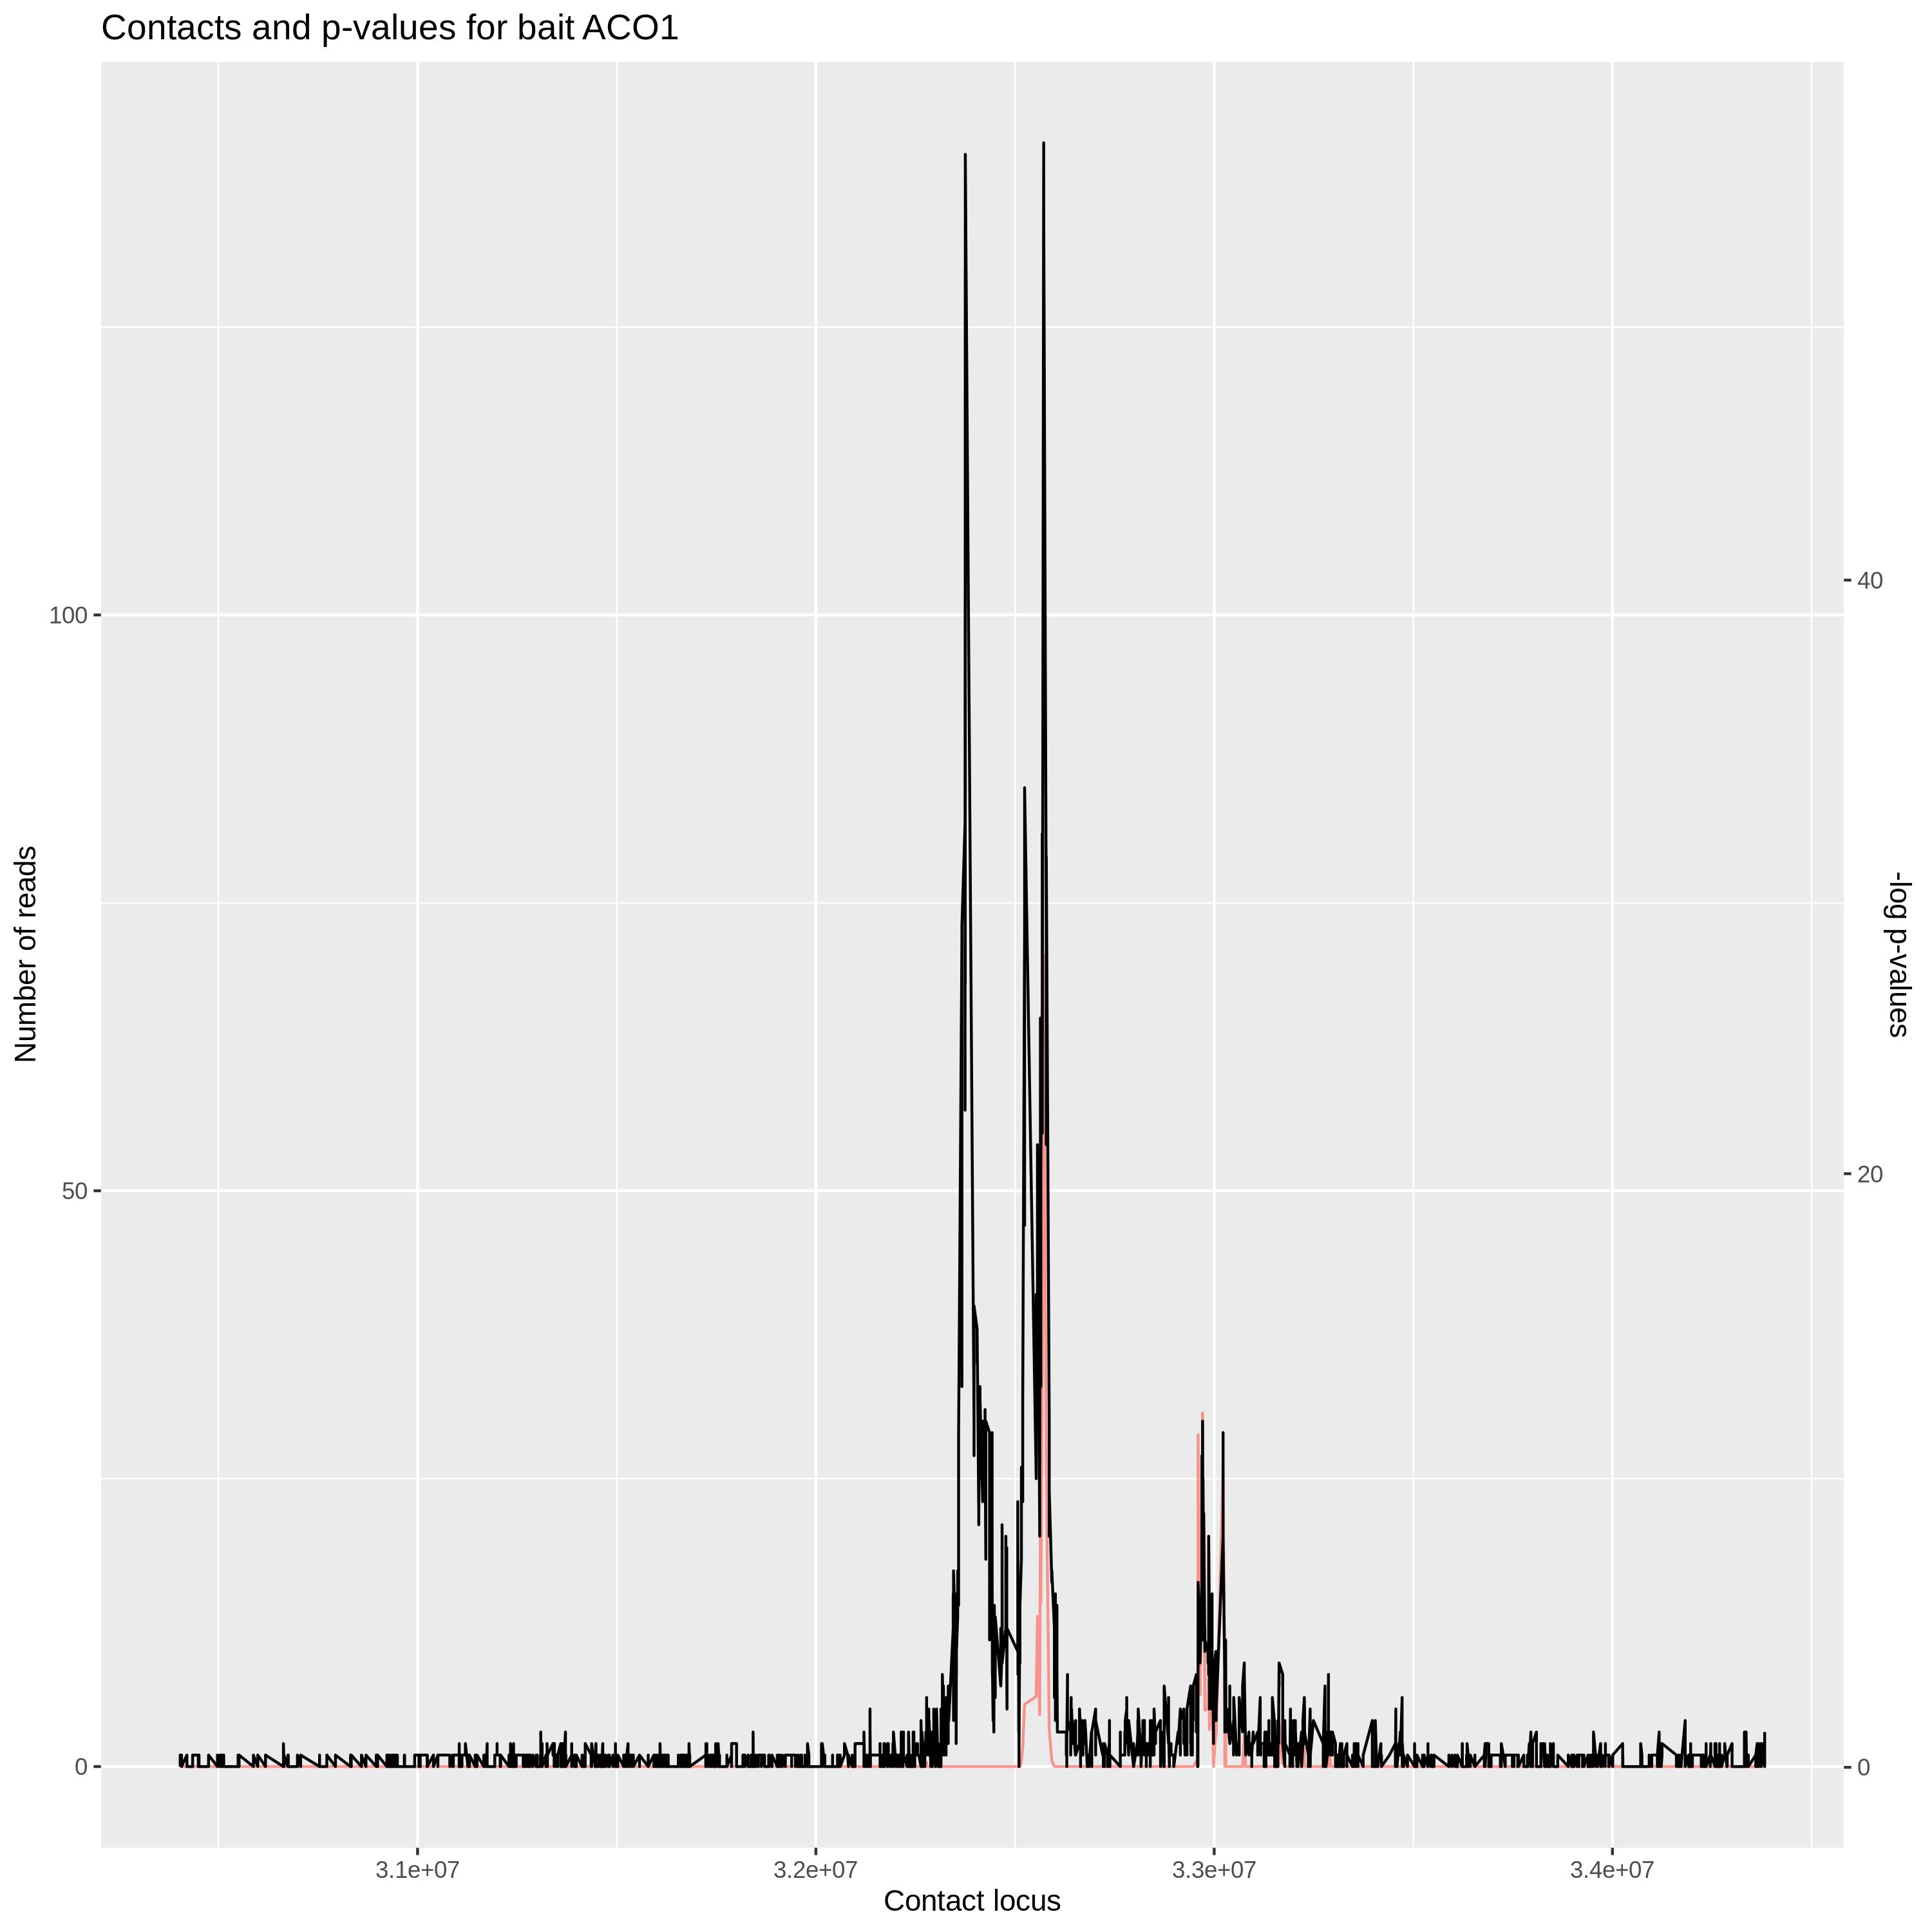 Contacts and p-values for bait ACO1
Number of reads
100
50
0
40
20
0
-log p-values
3.1e+07
3.2e+07
3.3e+07
3.4e+07
Contact locus